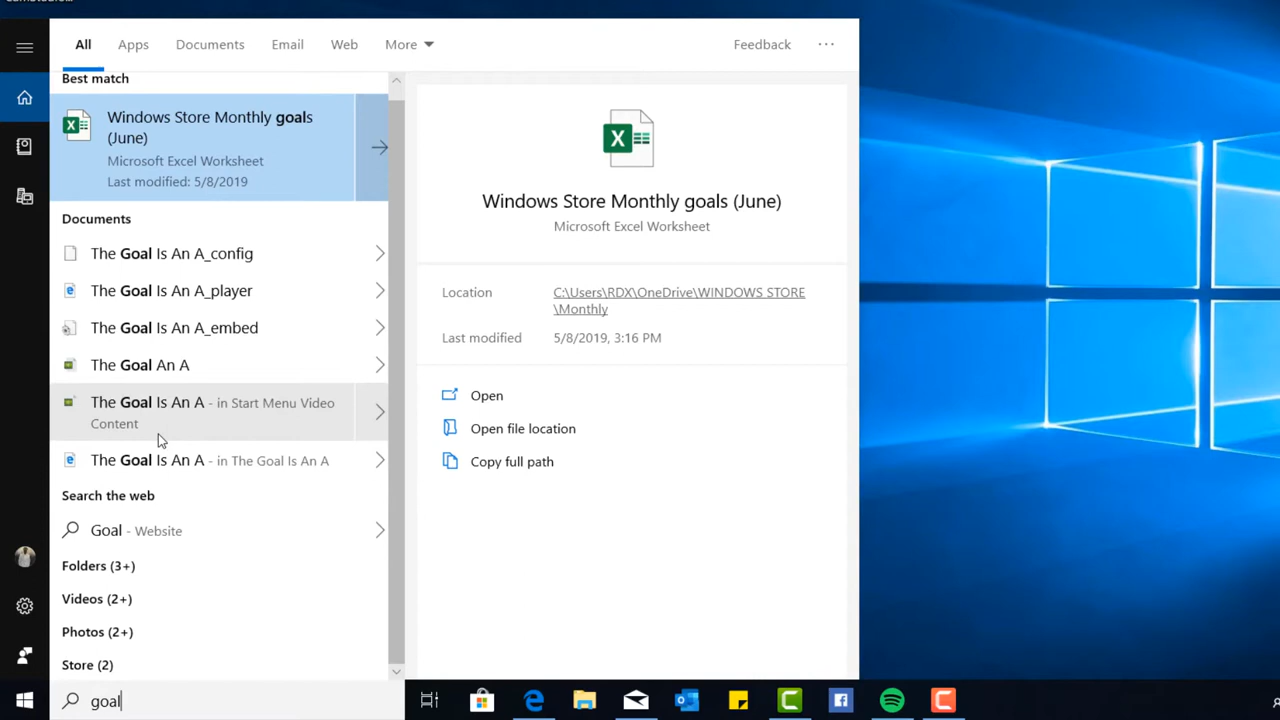 All Apps Documents Email Web More Feedback ...
Best match
Windows Store Monthly goals
(June)
Microsoft Excel Worksheet
Last modified: 5/8/2019
Documents
The Goal Is An A_config
The Goal Is An A_player
The Goal Is An A_embed
The Goal An A
The Goal Is An A - in Start Menu Video
Content
The Goal Is An A - in The Goal Is An A
Search the web
Goal - Website
Folders (3+)
Videos (2+)
Photos (2+)
Store (2)
goal
Windows Store Monthly goals (June)
Microsoft Excel Worksheet
Location C:\Users\RDX\OneDrive\WINDOWS STORE
\Monthly
Last modified 5/8/2019, 3:16 PM
Open
Open file location
Copy full path